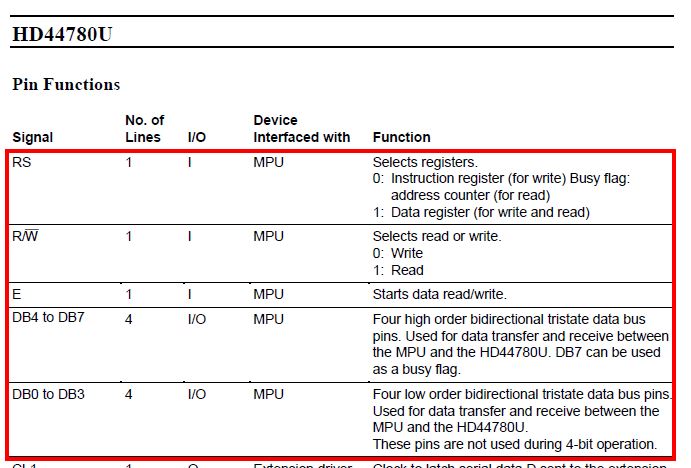 HD44780U
Pin Functions
No. of Device
Signal Lines I/O Interfaced with Function
RS 1 I MPU Selects registers.
0: Instruction register (for write) Busy flag:
address counter (for read)
1: Data register (for write and read)
R/W̅ 1 I MPU Selects read or write.
0: Write
1: Read
E 1 I MPU Starts data read/write.
DB4 to DB7 4 I/O MPU Four high order bidirectional tristate data bus
pins. Used for data transfer and receive between
the MPU and the HD44780U. DB7 can be used
as a busy flag.
DB0 to DB3 4 I/O MPU Four low order bidirectional tristate data bus pins.
Used for data transfer and receive between the
MPU and the HD44780U.
These pins are not used during 4-bit operation.
CL1 1 O Extension driver Clock to latch serial data D sent to the extension